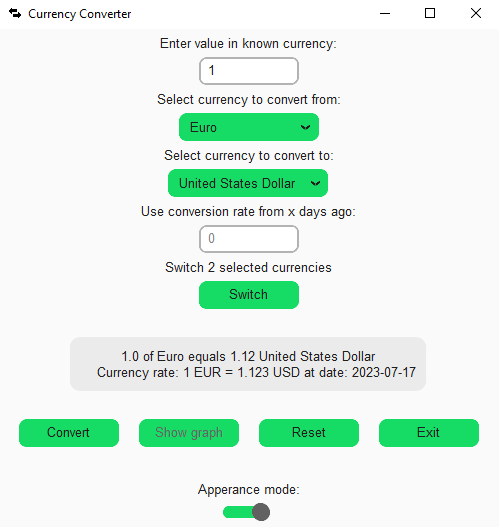 Currency Converter
Enter value in known currency:
1
Select currency to convert from:
Euro
Select currency to convert to:
United States Dollar
Use conversion rate from x days ago:
0
Switch 2 selected currencies
Switch
1.0 of Euro equals 1.12 United States Dollar
Currency rate: 1 EUR = 1.123 USD at date: 2023-07-17
Convert Show graph Reset Exit
Apperance mode: